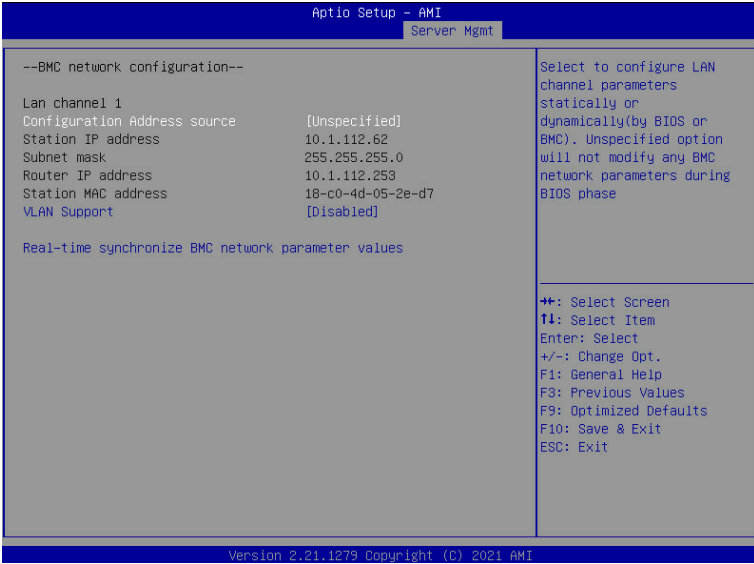 Aptio Setup - AMI
Server Mgmt
--BMC network configuration--
Lan channel 1
Configuration Address source [Unspecified]
Station IP address 10.1.112.62
Subnet mask 255.255.255.0
Router IP address 10.1.112.253
Station MAC address 18-c0-4d-05-2e-d7
VLAN Support [Disabled]
Real-time synchronize BMC network parameter values
Select to configure LAN
channel parameters
statically or
dynamically(by BIOS or
BMC). Unspecified option
will not modify any BMC
network parameters during
BIOS phase
→←: Select Screen
↑↓: Select Item
Enter: Select
+/-: Change Opt.
F1: General Help
F3: Previous Values
F9: Optimized Defaults
F10: Save & Exit
ESC: Exit
Version 2.21.1279 Copyright (C) 2021 AMI